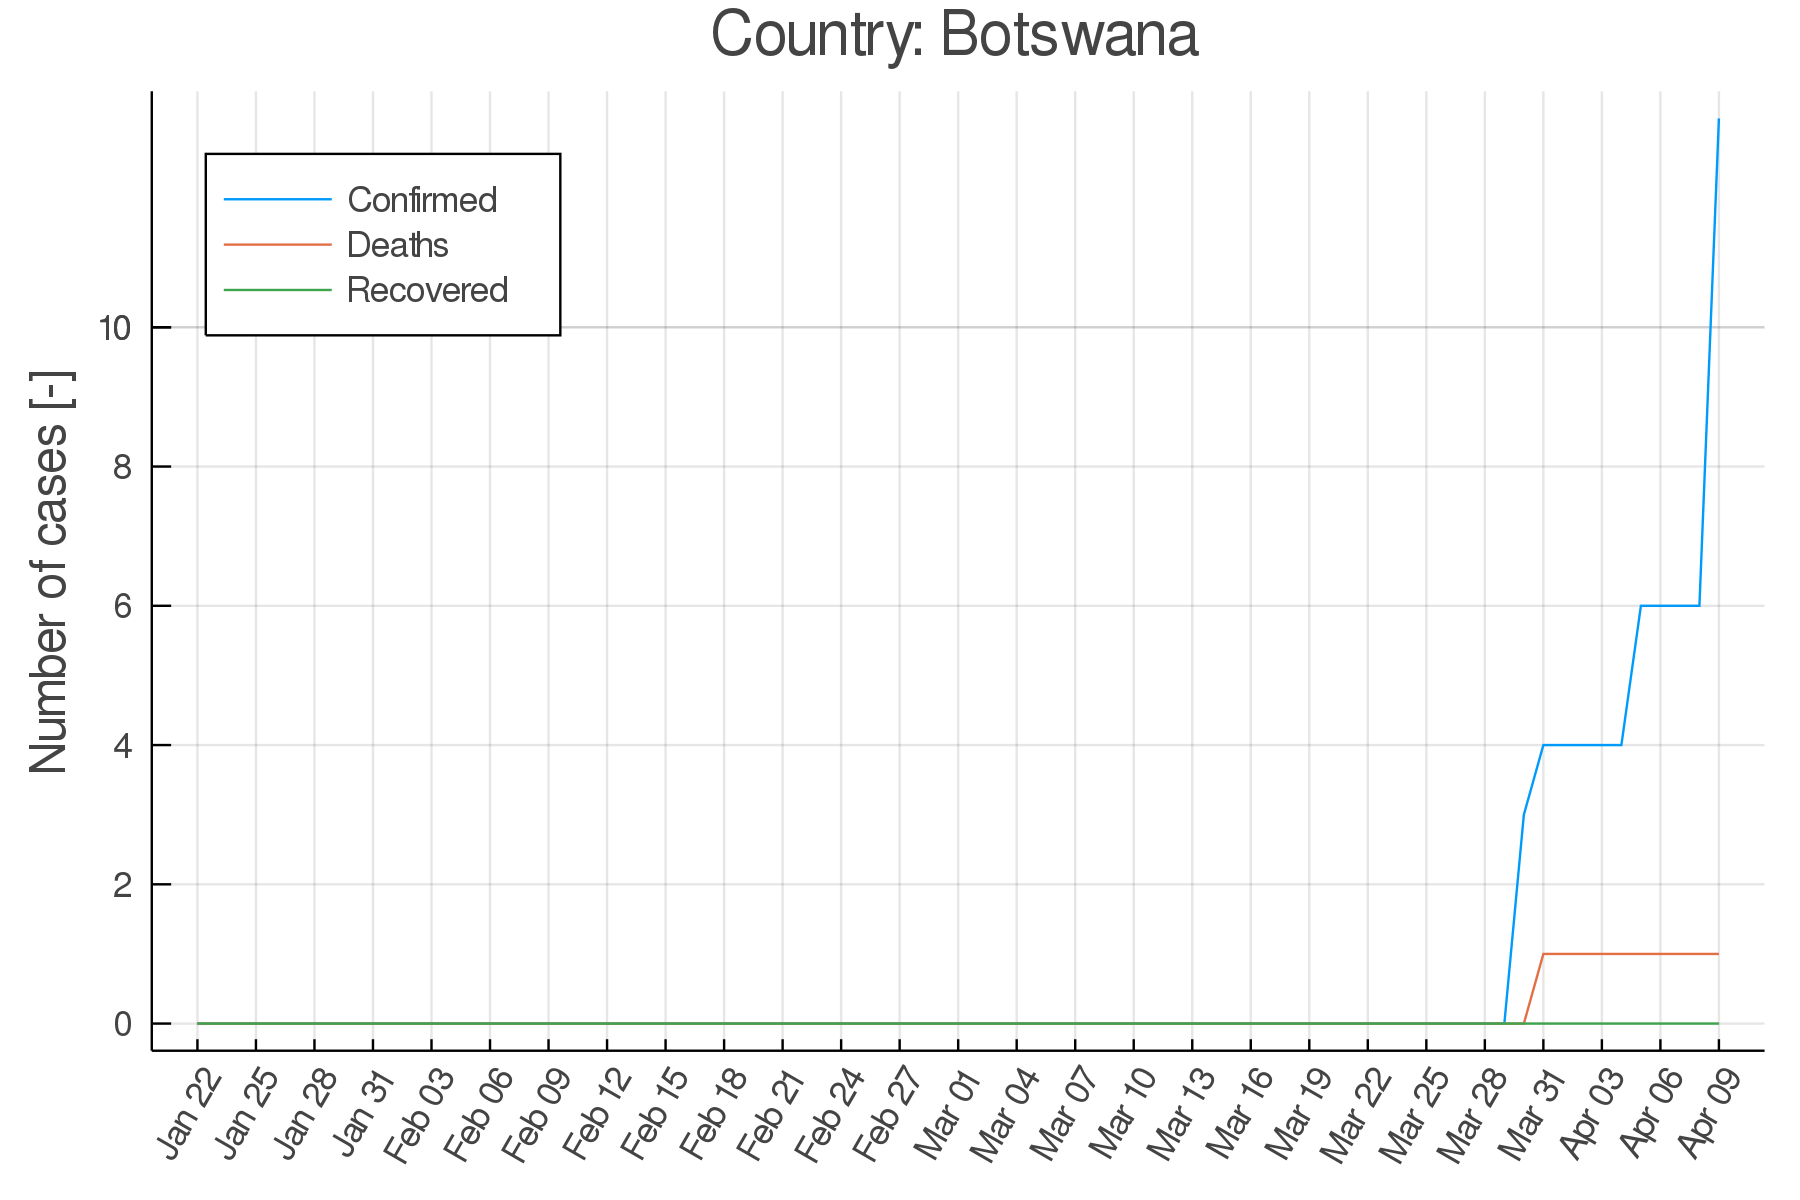 Country: Botswana
Confirmed
Deaths
Recovered
Number of cases [-]
10
8
6
4
2
0
Jan 22
Jan 25
Jan 28
Jan 31
Feb 03
Feb 06
Feb 09
Feb 12
Feb 15
Feb 18
Feb 21
Feb 24
Feb 27
Mar 01
Mar 04
Mar 07
Mar 10
Mar 13
Mar 16
Mar 19
Mar 22
Mar 25
Mar 28
Mar 31
Apr 03
Apr 06
Apr 09